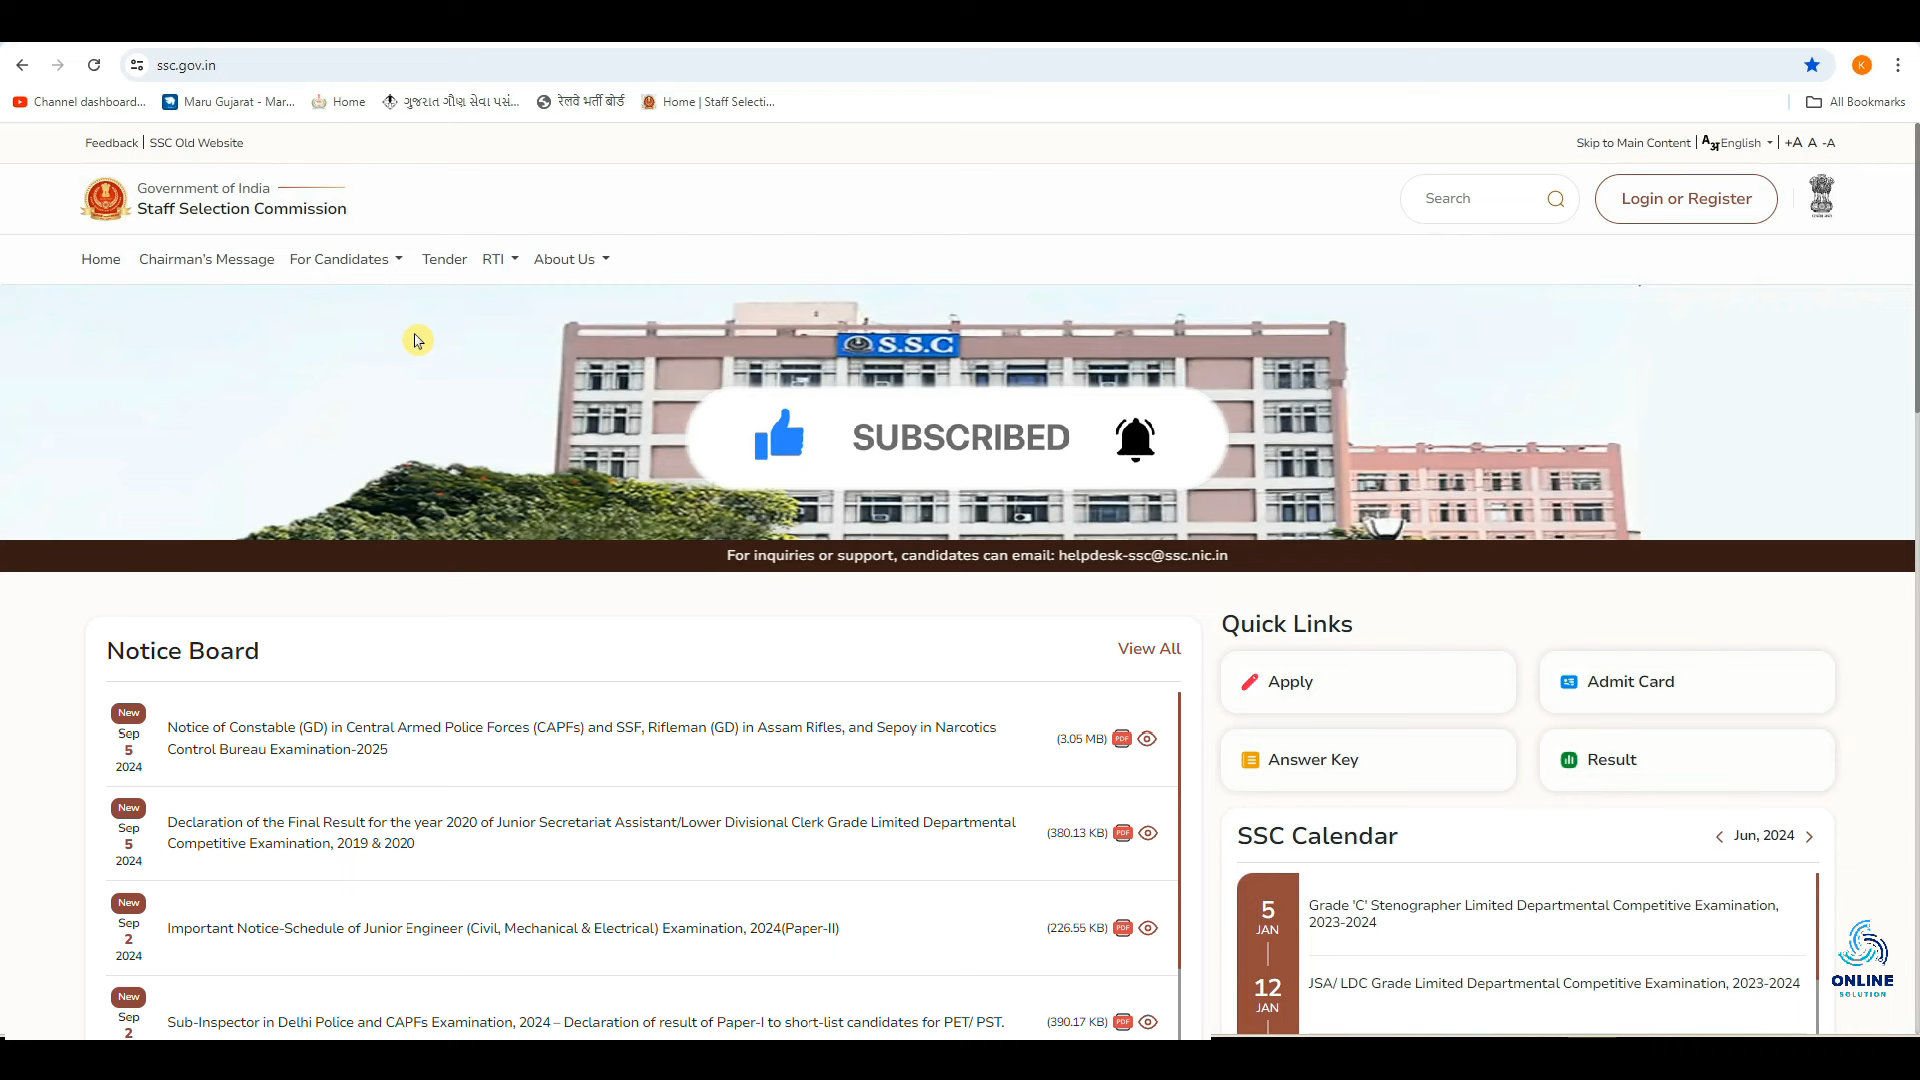 ssc.gov.in
K
Channel dashboard...
Maru Gujarat - Mar...
Home
ગુજરાત ગૌણ સેવા પસં...
रेलवे भर्ती बोर्ड
Home | Staff Selecti...
All Bookmarks
Feedback | SSC Old Website
Skip to Main Content | English | +A A -A
Government of India
Staff Selection Commission
Search
Login or Register
Home Chairman's Message For Candidates Tender RTI About Us
S.S.C
SUBSCRIBED
For inquiries or support, candidates can email: helpdesk-ssc@ssc.nic.in
Notice Board
View All
New
Sep
5
2024
Notice of Constable (GD) in Central Armed Police Forces (CAPFs) and SSF, Rifleman (GD) in Assam Rifles, and Sepoy in Narcotics
Control Bureau Examination-2025
(3.05 MB) PDF
New
Sep
5
2024
Declaration of the Final Result for the year 2020 of Junior Secretariat Assistant/Lower Divisional Clerk Grade Limited Departmental
Competitive Examination, 2019 & 2020
(380.13 KB) PDF
New
Sep
2
2024
Important Notice-Schedule of Junior Engineer (Civil, Mechanical & Electrical) Examination, 2024(Paper-II)
(226.55 KB) PDF
New
Sep
2
Sub-Inspector in Delhi Police and CAPFs Examination, 2024 – Declaration of result of Paper-I to short-list candidates for PET/ PST.
(390.17 KB) PDF
Quick Links
Apply
Admit Card
Answer Key
Result
SSC Calendar
Jun, 2024
5
JAN
Grade 'C' Stenographer Limited Departmental Competitive Examination,
2023-2024
12
JAN
JSA/ LDC Grade Limited Departmental Competitive Examination, 2023-2024
ONLINE
SOLUTION